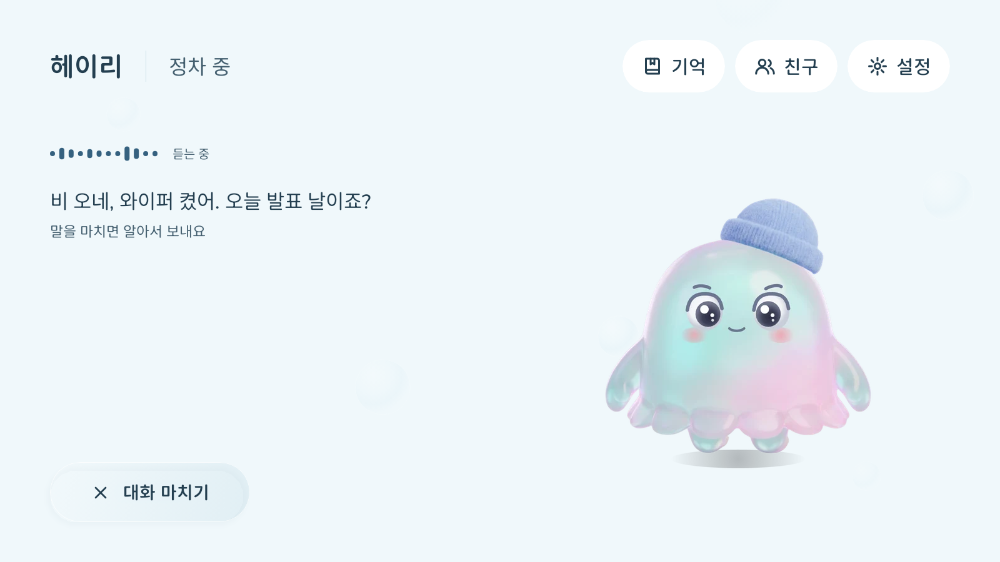 헤이리
정차 중
기억
친구
설정
듣는 중
비 오네, 와이퍼 켰어. 오늘 발표 날이죠?
말을 마치면 알아서 보내요
대화 마치기